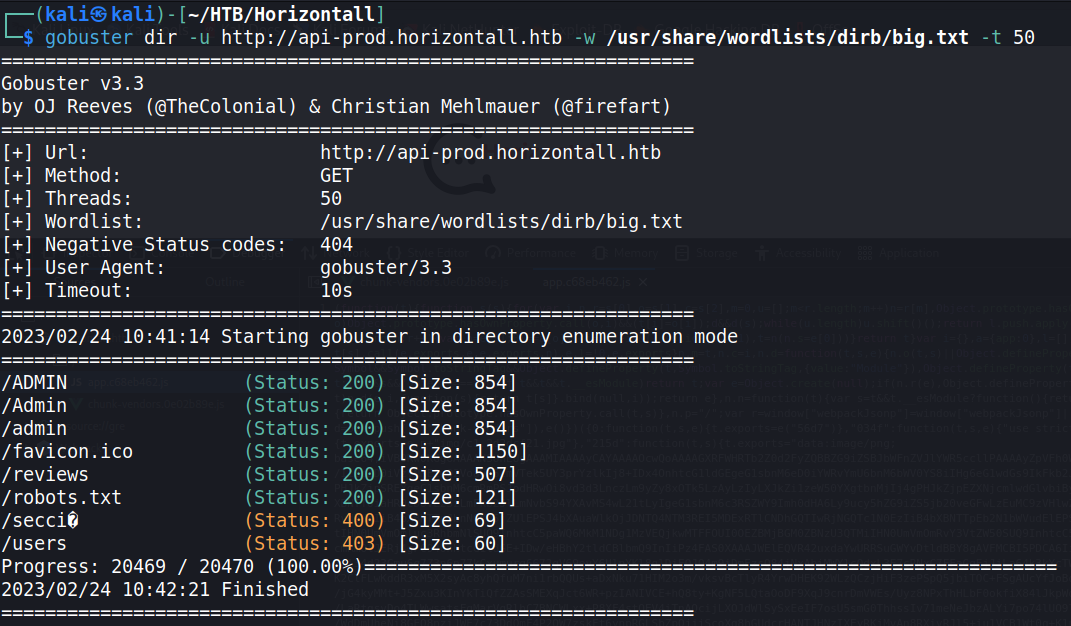 ┌──(kali㉿kali)-[~/HTB/Horizontall]
└─$ gobuster dir -u http://api-prod.horizontall.htb -w /usr/share/wordlists/dirb/big.txt -t 50
===============================================================
Gobuster v3.3
by OJ Reeves (@TheColonial) & Christian Mehlmauer (@firefart)
===============================================================
[+] Url:                     http://api-prod.horizontall.htb
[+] Method:                  GET
[+] Threads:                 50
[+] Wordlist:                /usr/share/wordlists/dirb/big.txt
[+] Negative Status codes:   404
[+] User Agent:              gobuster/3.3
[+] Timeout:                 10s
===============================================================
2023/02/24 10:41:14 Starting gobuster in directory enumeration mode
===============================================================
/ADMIN                (Status: 200) [Size: 854]
/Admin                (Status: 200) [Size: 854]
/admin                (Status: 200) [Size: 854]
/favicon.ico          (Status: 200) [Size: 1150]
/reviews              (Status: 200) [Size: 507]
/robots.txt           (Status: 200) [Size: 121]
/secci�               (Status: 400) [Size: 69]
/users                (Status: 403) [Size: 60]
Progress: 20469 / 20470 (100.00%)===============================================================
2023/02/24 10:42:21 Finished
===============================================================